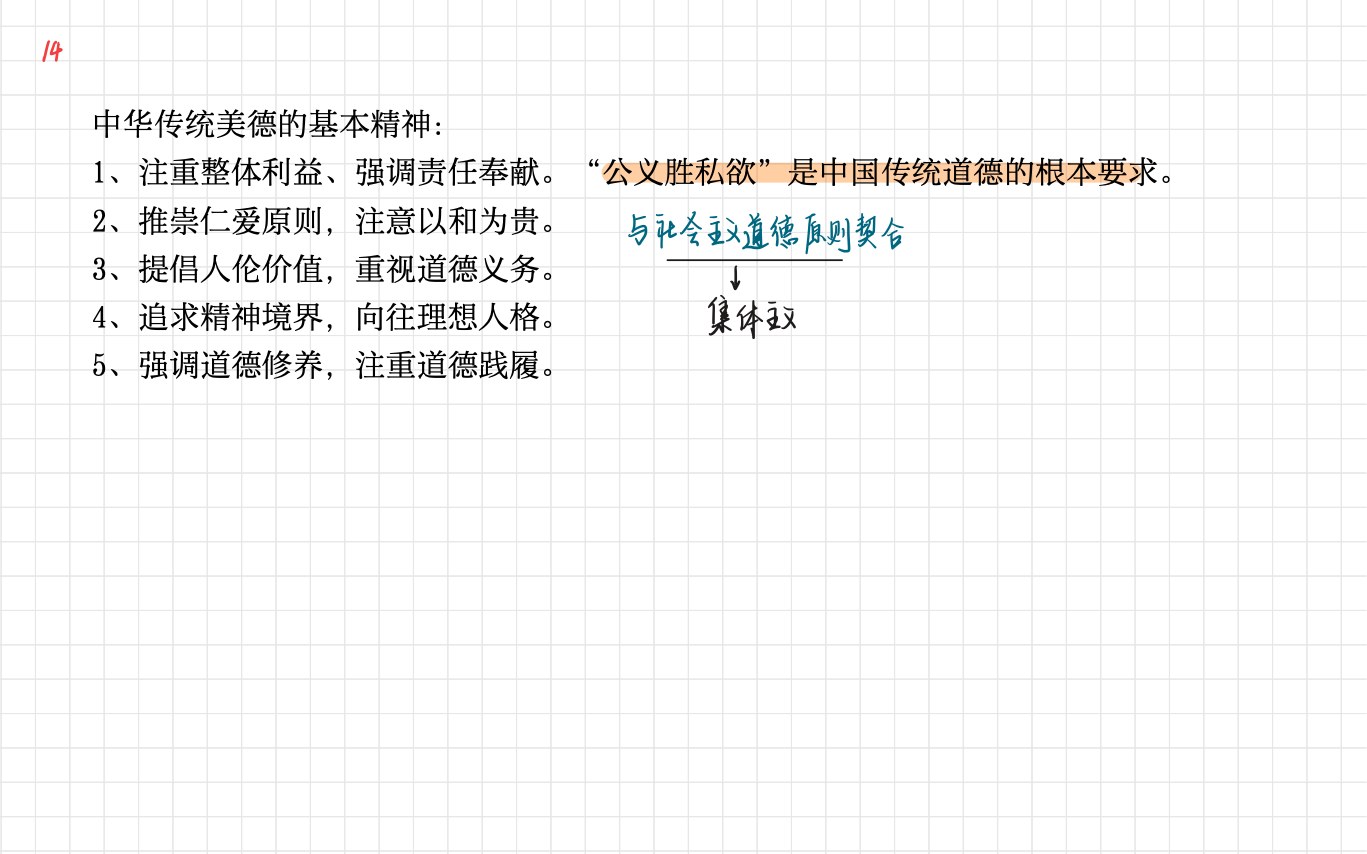 14
中华传统美德的基本精神：
1、注重整体利益、强调责任奉献。“公义胜私欲”是中国传统道德的根本要求。
2、推崇仁爱原则，注意以和为贵。
与社会主义道德原则契合
3、提倡人伦价值，重视道德义务。
↓
4、追求精神境界，向往理想人格。
集体主义
5、强调道德修养，注重道德践履。